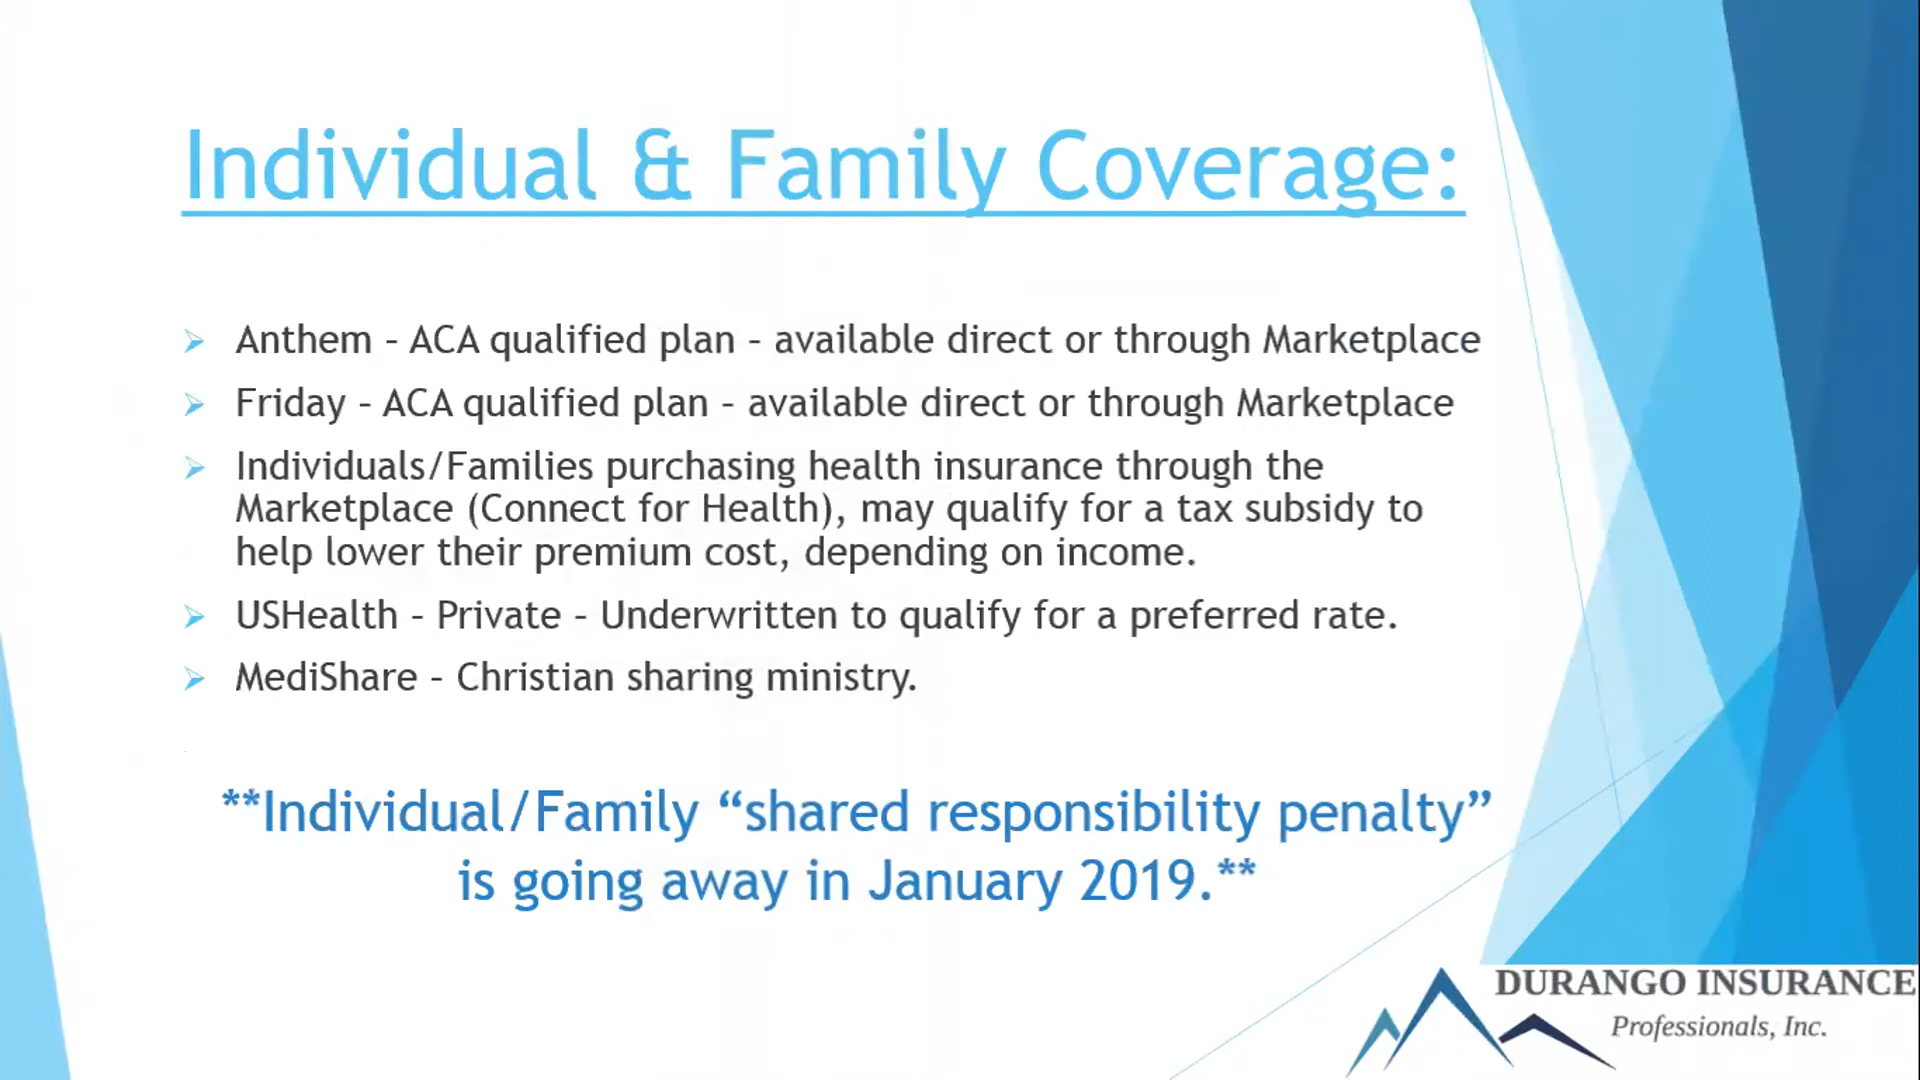 Individual & Family Coverage:
Anthem – ACA qualified plan – available direct or through Marketplace
Friday – ACA qualified plan – available direct or through Marketplace
Individuals/Families purchasing health insurance through the
Marketplace (Connect for Health), may qualify for a tax subsidy to
help lower their premium cost, depending on income.
USHealth – Private – Underwritten to qualify for a preferred rate.
MediShare – Christian sharing ministry.
**Individual/Family “shared responsibility penalty”
is going away in January 2019.**
DURANGO INSURANCE
Professionals, Inc.